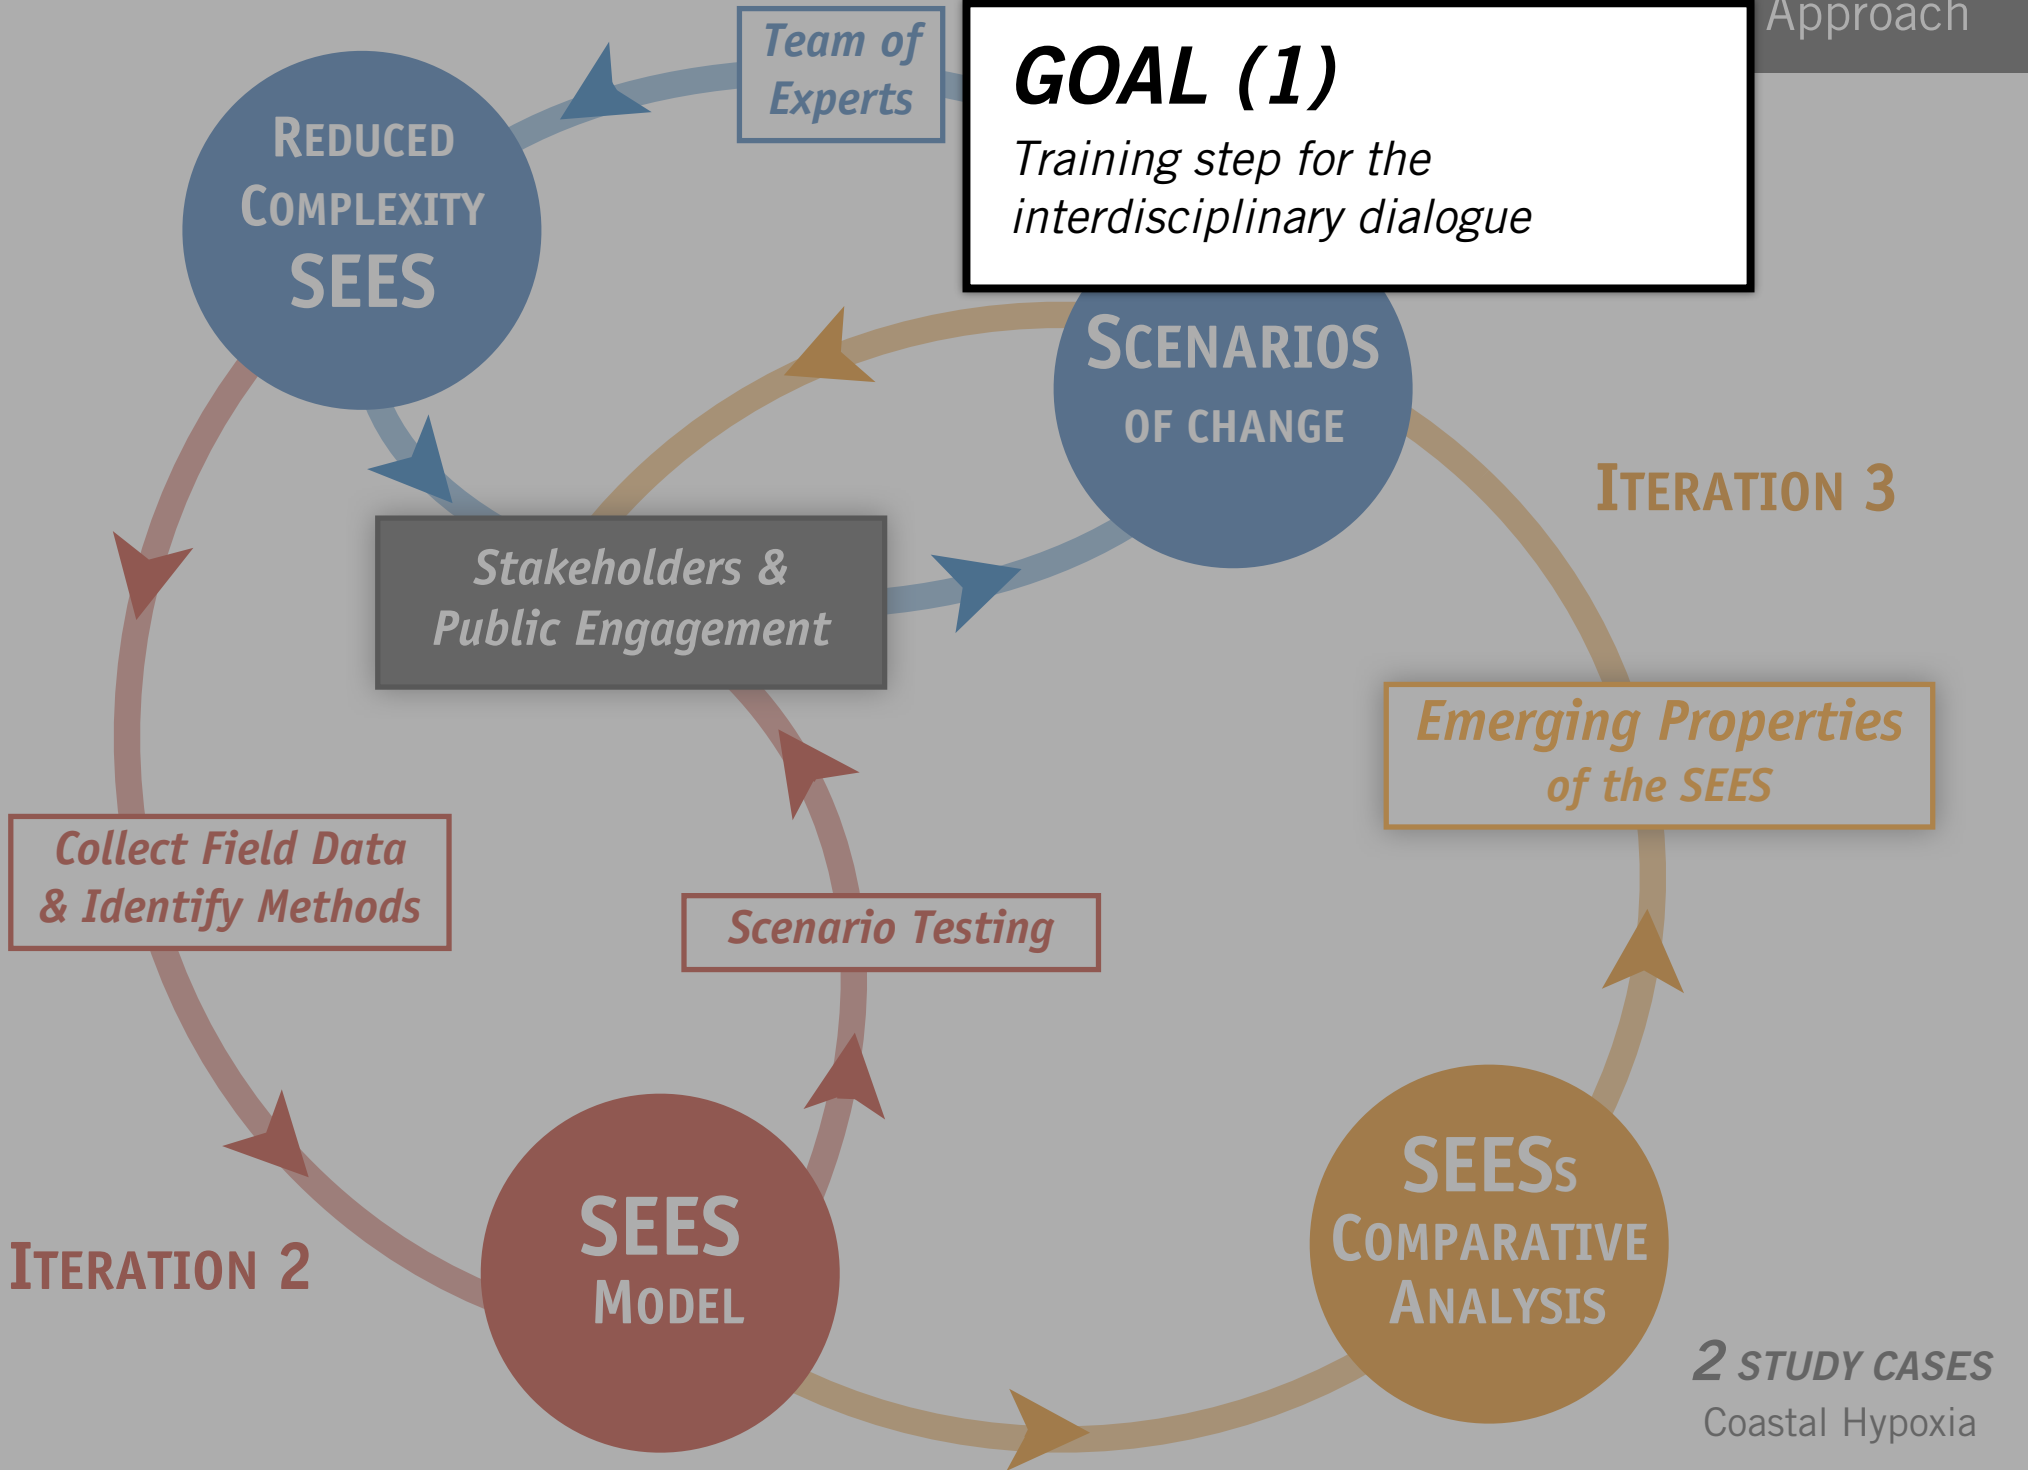 Approach
Team of
Experts
GOAL (1)
Training step for the
interdisciplinary dialogue
REDUCED
COMPLEXITY
SEES
SCENARIOS
OF CHANGE
ITERATION 3
Stakeholders &
Public Engagement
Emerging Properties
of the SEES
Collect Field Data
& Identify Methods
Scenario Testing
ITERATION 2
SEES
MODEL
SEESS
COMPARATIVE
ANALYSIS
2 STUDY CASES
Coastal Hypoxia